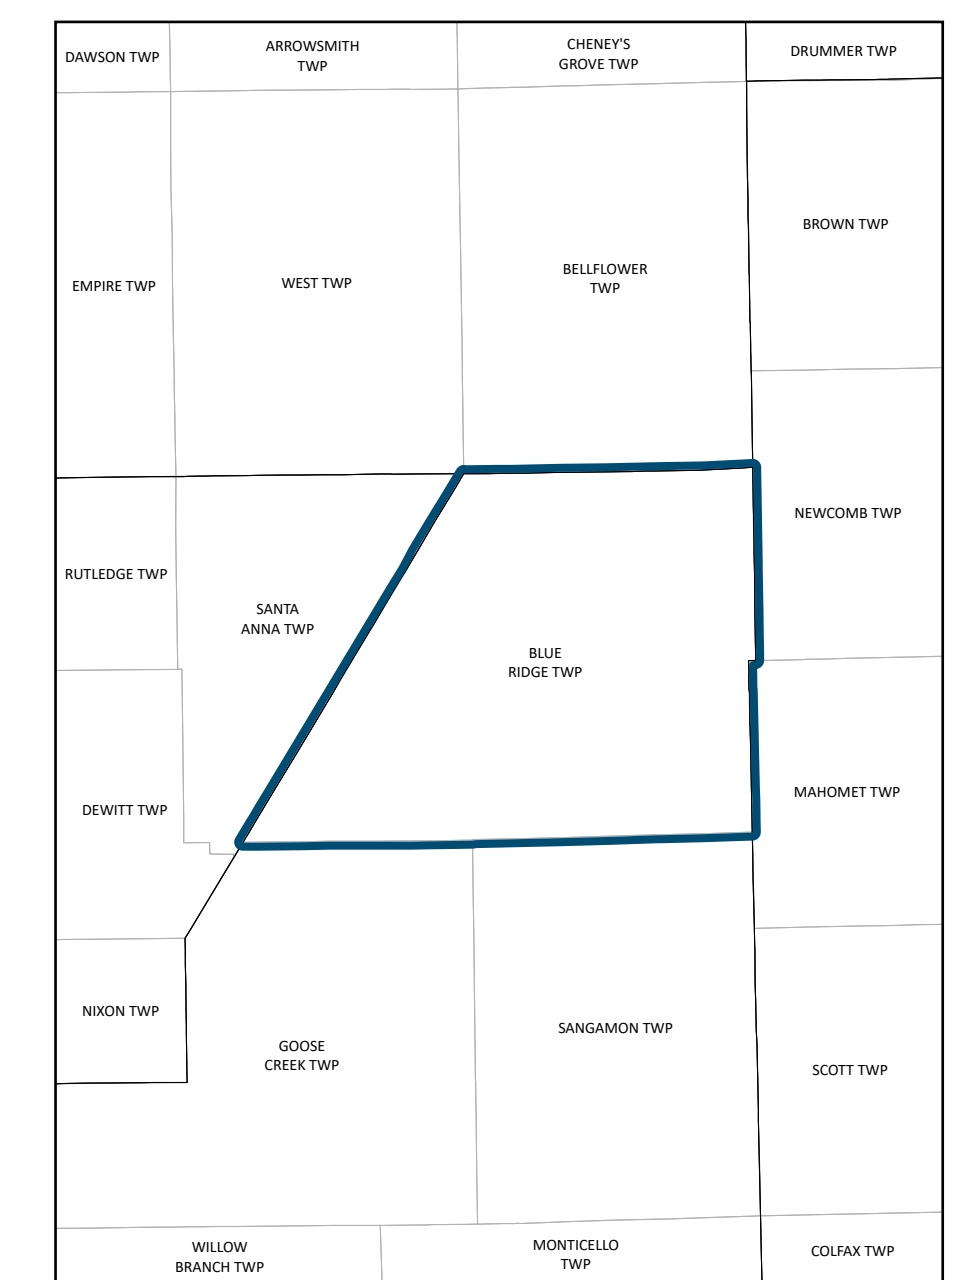 DAWSON TWP
ARROWSMITH
TWP
CHENEY'S
GROVE TWP
DRUMMER TWP
BROWN TWP
EMPIRE TWP
WEST TWP
BELLFLOWER
TWP
NEWCOMB TWP
RUTLEDGE TWP
SANTA
ANNA TWP
BLUE
RIDGE TWP
DEWITT TWP
MAHOMET TWP
NIXON TWP
GOOSE
CREEK TWP
SANGAMON TWP
SCOTT TWP
WILLOW
BRANCH TWP
MONTICELLO
TWP
COLFAX TWP